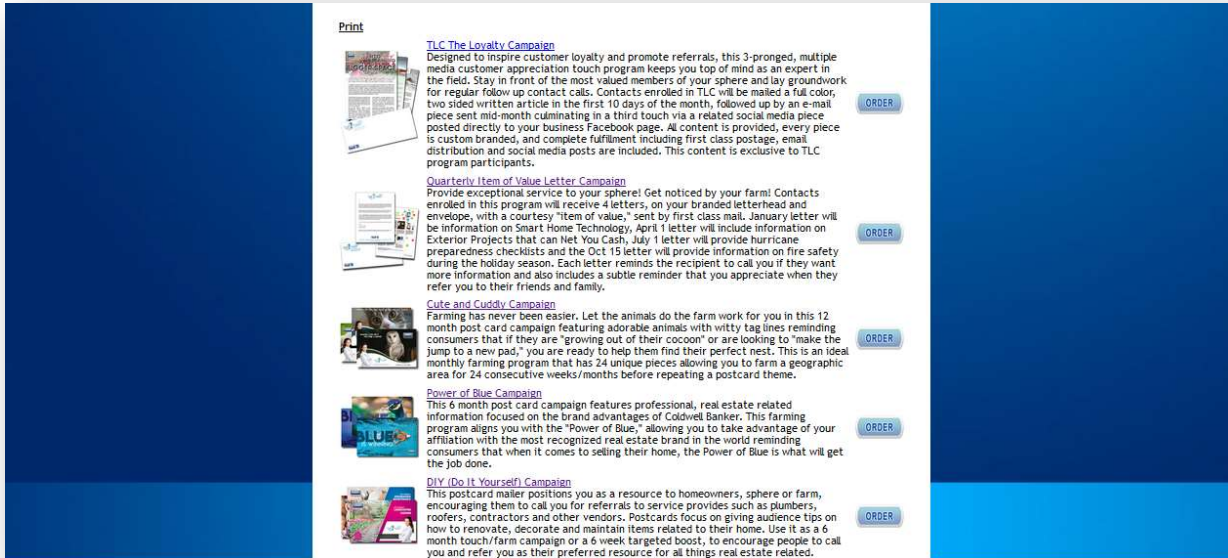 Print
TLC The Loyalty Campaign
Designed to inspire customer loyalty and promote referrals, this 3-pronged, multiple
media customer appreciation touch program keeps you top of mind as an expert in
the field. Stay in front of the most valued members of your sphere and lay groundwork
for regular follow up contact calls. Contacts enrolled in TLC will be mailed a full color,
two sided written article in the first 10 days of the month, followed up by an e-mail
piece sent mid-month culminating in a third touch via a related social media piece
posted directly to your business Facebook page. All content is provided, every piece
is custom branded, and complete fulfillment including first class postage, email
distribution and social media posts are included. This content is exclusive to TLC
program participants.
ORDER
Quarterly Item of Value Letter Campaign
Provide exceptional service to your sphere! Get noticed by your farm! Contacts
enrolled in this program will receive 4 letters, on your branded letterhead and
envelope, with a courtesy "item of value," sent by first class mail. January letter will
be information on Smart Home Technology, April 1 letter will include information on
Exterior Projects that can Net You Cash, July 1 letter will provide hurricane
preparedness checklists and the Oct 15 letter will provide information on fire safety
during the holiday season. Each letter reminds the recipient to call you if they want
more information and also includes a subtle reminder that you appreciate when they
refer you to their friends and family.
ORDER
Cute and Cuddly Campaign
Farming has never been easier. Let the animals do the farm work for you in this 12
month post card campaign featuring adorable animals with witty tag lines reminding
consumers that if they are "growing out of their cocoon" or are looking to "make the
jump to a new pad," you are ready to help them find their perfect nest. This is an ideal
monthly farming program that has 24 unique pieces allowing you to farm a geographic
area for 24 consecutive weeks/months before repeating a postcard theme.
ORDER
Power of Blue Campaign
This 6 month post card campaign features professional, real estate related
information focused on the brand advantages of Coldwell Banker. This farming
program aligns you with the "Power of Blue," allowing you to take advantage of your
affiliation with the most recognized real estate brand in the world reminding
consumers that when it comes to selling their home, the Power of Blue is what will get
the job done.
BLUE
ORDER
DIY (Do It Yourself) Campaign
This postcard mailer positions you as a resource to homeowners, sphere or farm,
encouraging them to call you for referrals to service provides such as plumbers,
roofers, contractors and other vendors. Postcards focus on giving audience tips on
how to renovate, decorate and maintain items related to their home. Use it as a 6
month touch/farm campaign or a 6 week targeted boost, to encourage people to call
you and refer you as their preferred resource for all things real estate related.
ORDER